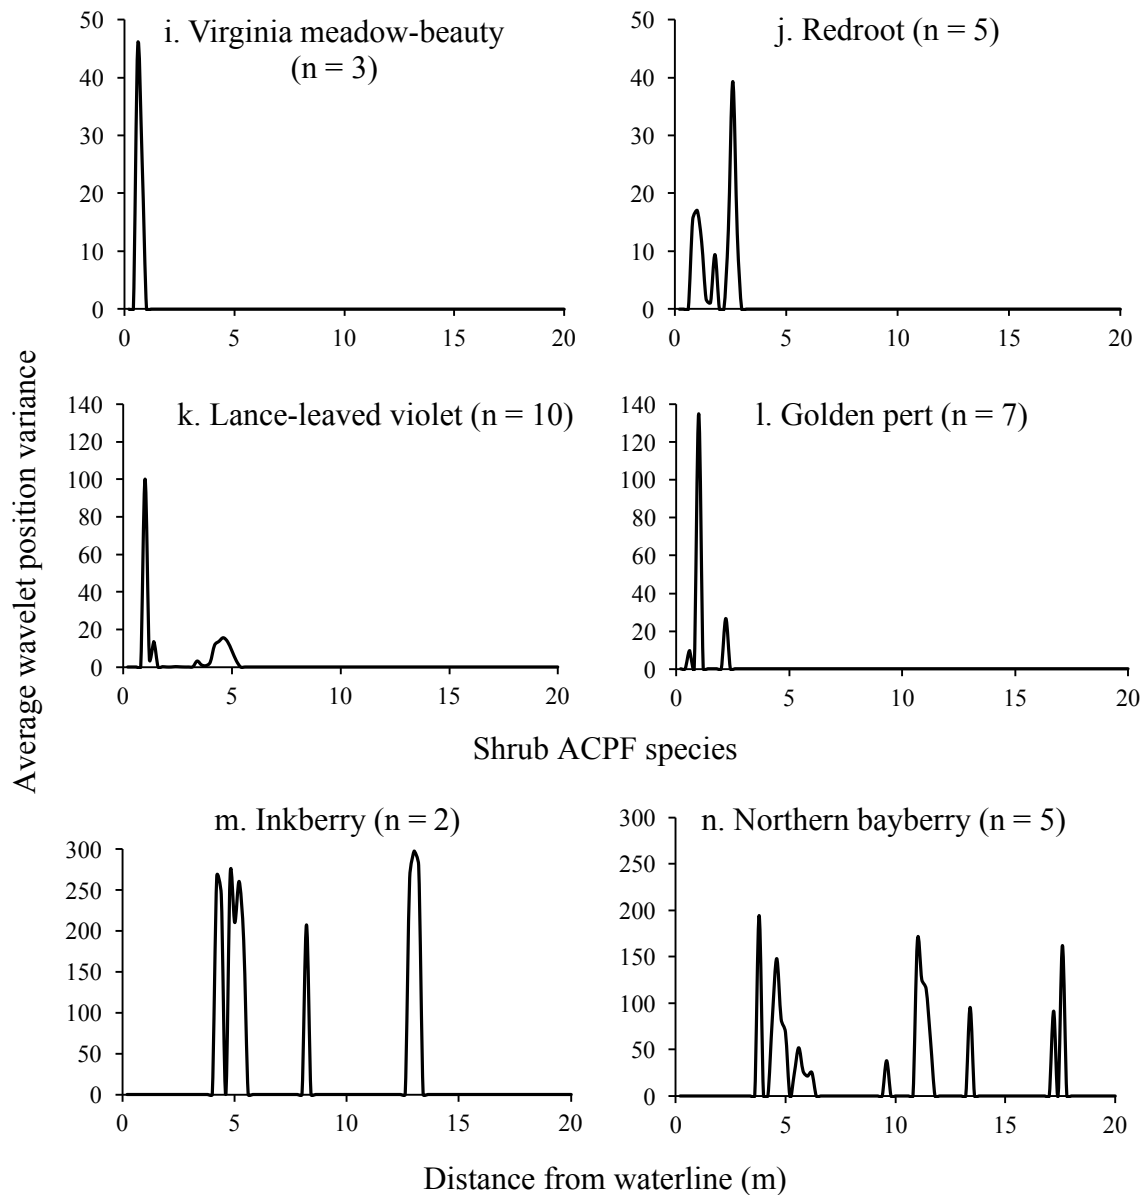 i. Virginia meadow-beauty
(n = 3)
50
40
30
20
10
0
0 5 10 15 20
j. Redroot (n = 5)
50
40
30
20
10
0
0 5 10 15 20
Average wavelet position variance
k. Lance-leaved violet (n = 10)
140
120
100
80
60
40
20
0
0 5 10 15 20
l. Golden pert (n = 7)
140
120
100
80
60
40
20
0
0 5 10 15 20
Shrub ACPF species
m. Inkberry (n = 2)
300
250
200
150
100
50
0
0 5 10 15 20
n. Northern bayberry (n = 5)
300
250
200
150
100
50
0
0 5 10 15 20
Distance from waterline (m)